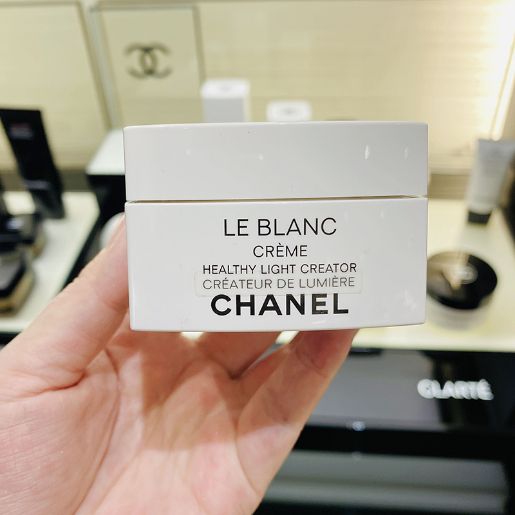 LE BLANC
CRÈME
HEALTHY LIGHT CREATOR
CRÉATEUR DE LUMIÈRE
CHANEL
CLARTÉ